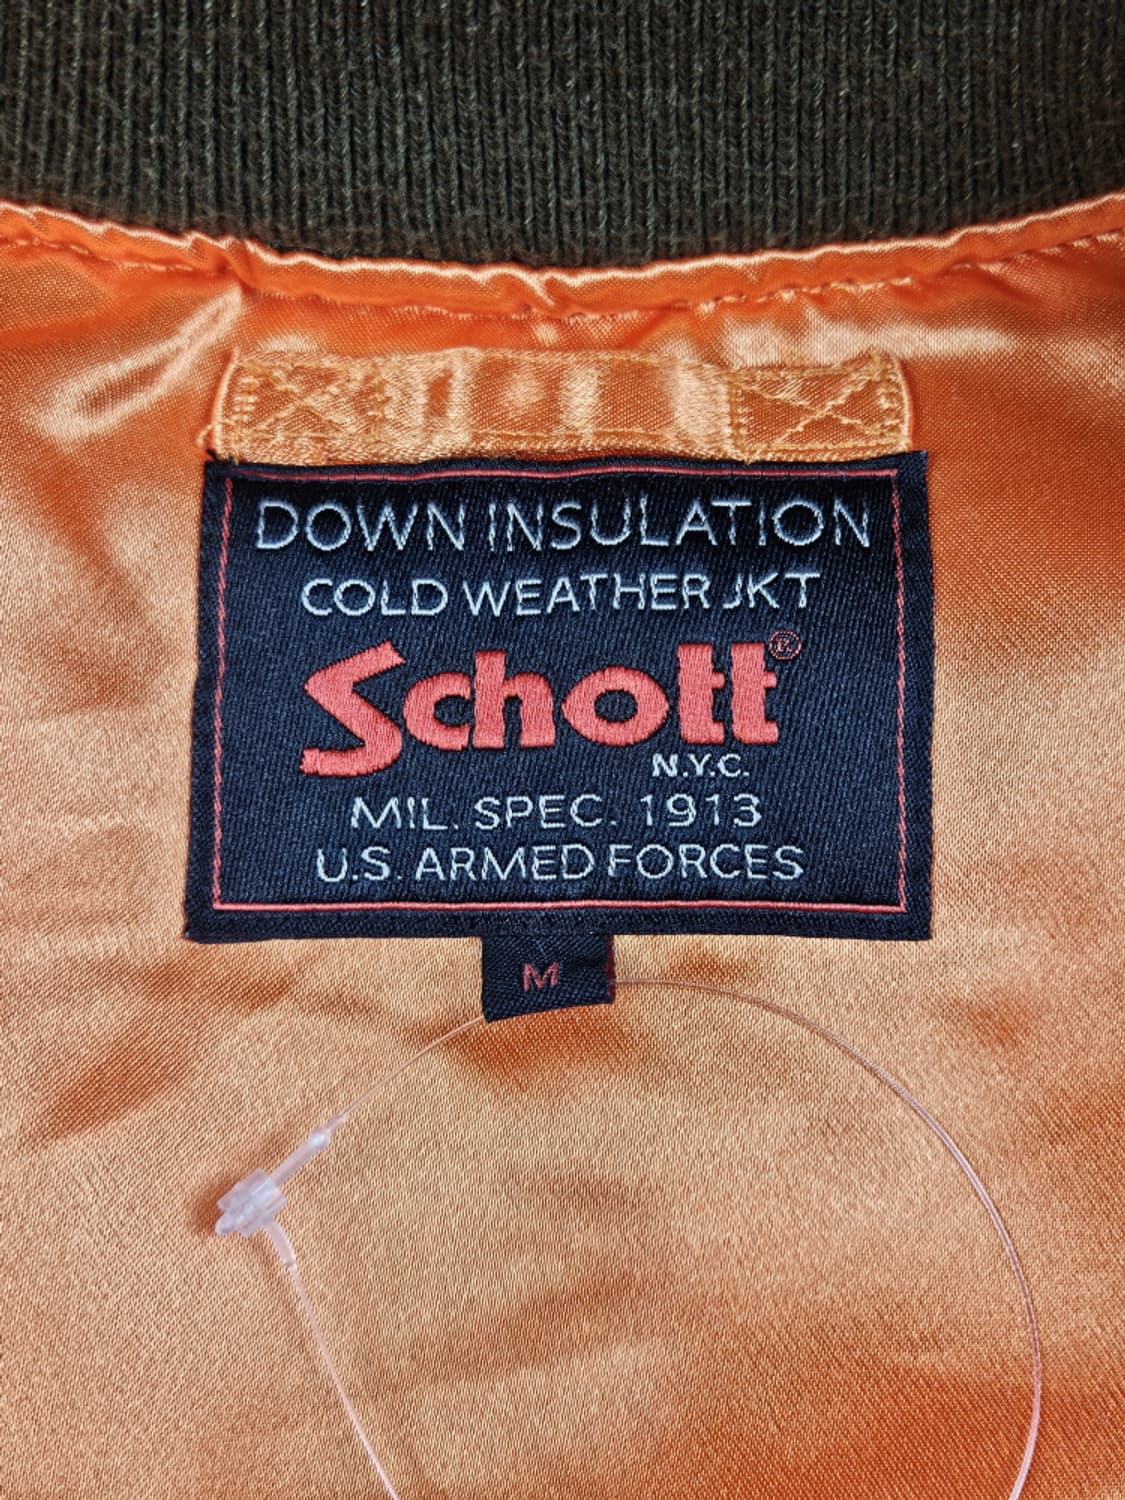 DOWN INSULATION
COLD WEATHER JKT
Schott®
N.Y.C.
MIL. SPEC. 1913
U.S. ARMED FORCES
M